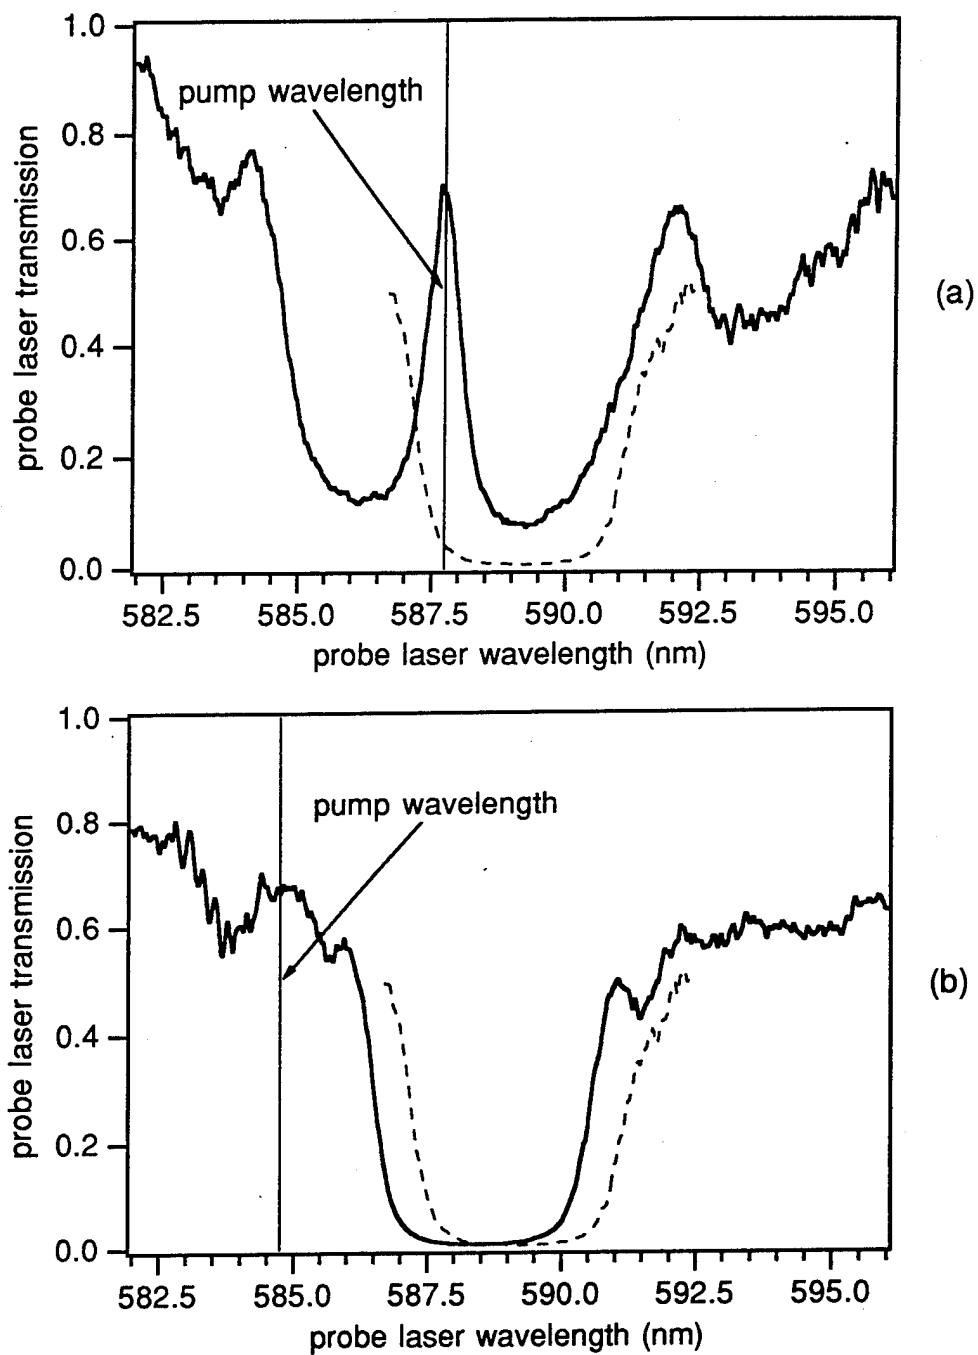 1.0
0.8
0.6
0.4
0.2
0.0
probe laser transmission
pump wavelength
(a)
582.5 585.0 587.5 590.0 592.5 595.0
probe laser wavelength (nm)
1.0
0.8
0.6
0.4
0.2
0.0
probe laser transmission
pump wavelength
(b)
582.5 585.0 587.5 590.0 592.5 595.0
probe laser wavelength (nm)